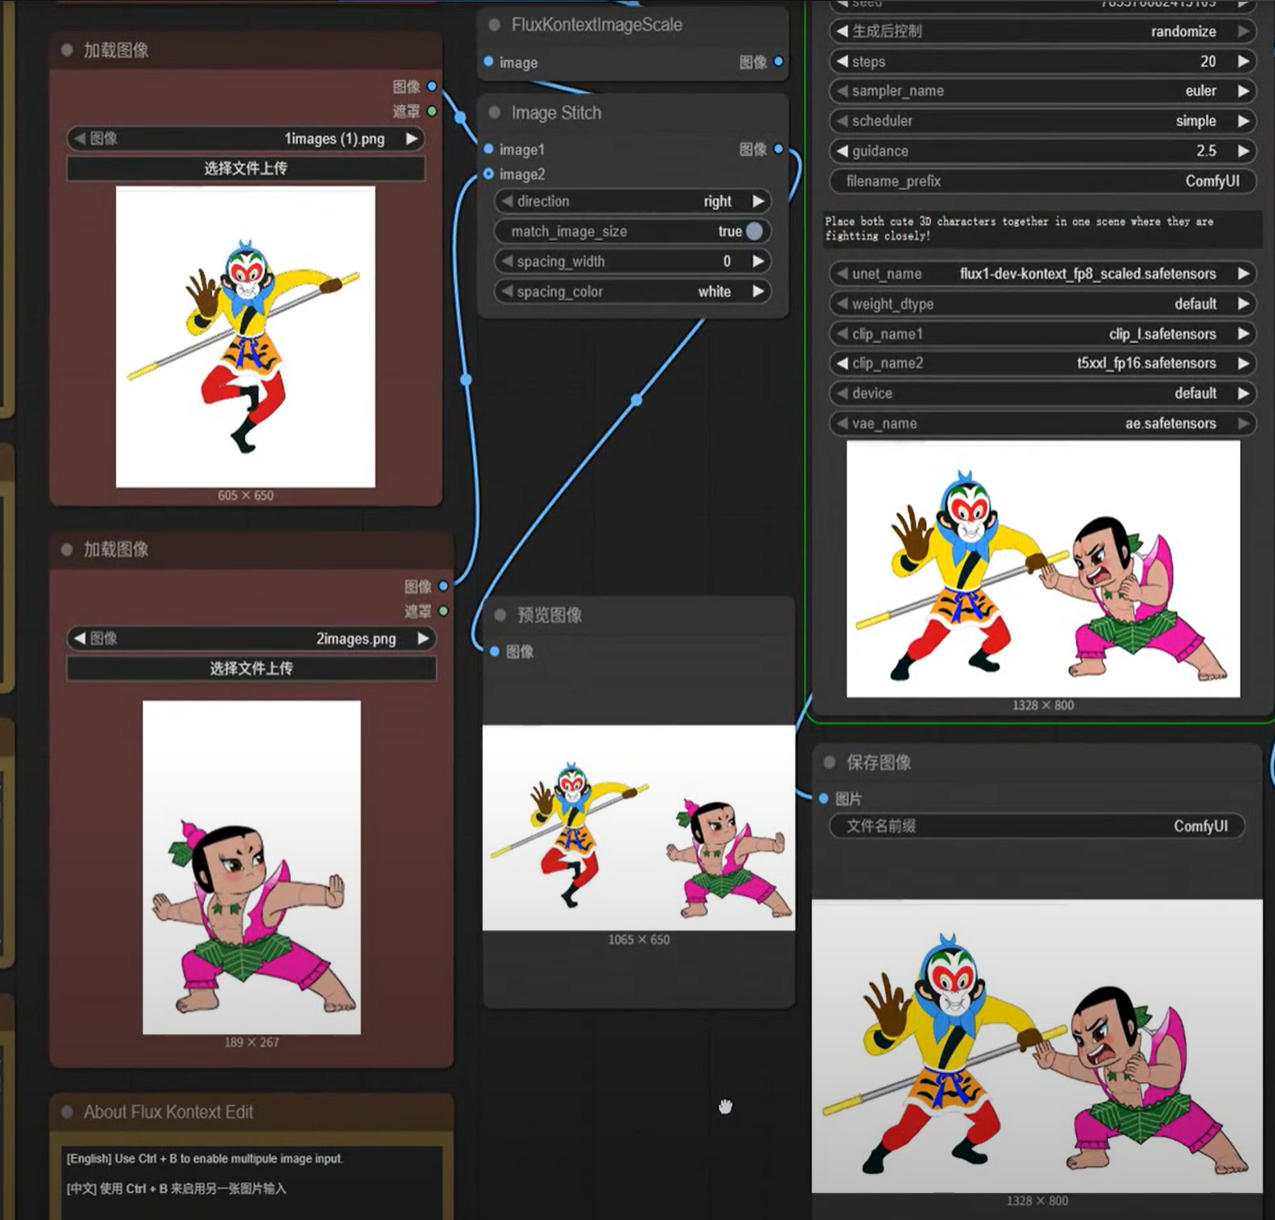 加载图像
图像
遮罩
图像 1images (1).png
选择文件上传
605 × 650
加载图像
图像
遮罩
图像 2images.png
选择文件上传
189 × 267
About Flux Kontext Edit
[English] Use Ctrl + B to enable multipule image input.
[中文] 使用 Ctrl + B 来启用另一张图片输入
FluxKontextImageScale
image 图像
Image Stitch
image1 图像
image2
direction right
match_image_size true
spacing_width 0
spacing_color white
预览图像
图像
1065 × 650
seed
生成后控制 randomize
steps 20
sampler_name euler
scheduler simple
guidance 2.5
filename_prefix ComfyUI
Place both cute 3D characters together in one scene where they are
fightting closely!
unet_name flux1-dev-kontext_fp8_scaled.safetensors
weight_dtype default
clip_name1 clip_l.safetensors
clip_name2 t5xxl_fp16.safetensors
device default
vae_name ae.safetensors
1328 × 800
保存图像
图片
文件名前缀 ComfyUI
1328 × 800